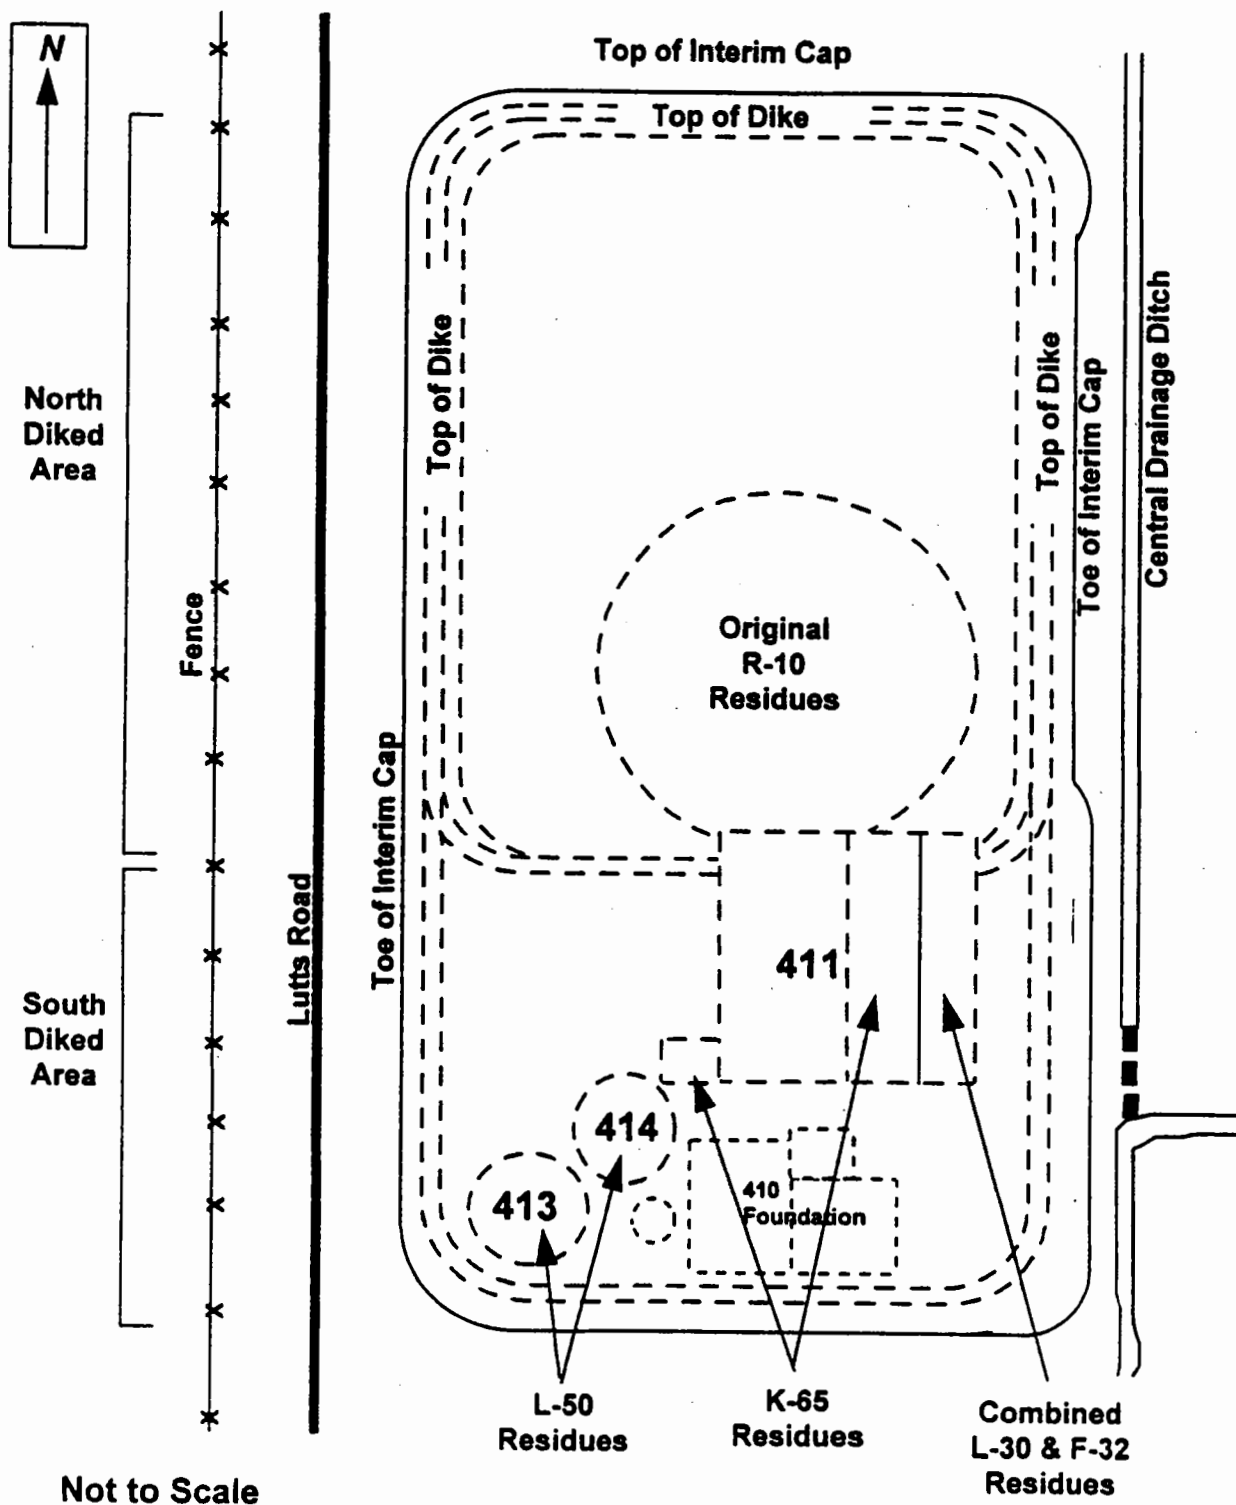 N
Top of Interim Cap
Top of Dike
North
Diked
Area
Top of Dike
Top of Dike
Toe of Interim Cap
Central Drainage Ditch
Fence
Original
R-10
Residues
Toe of Interim Cap
Lutts Road
411
South
Diked
Area
414
413
410
Foundation
L-50
Residues
K-65
Residues
Combined
L-30 & F-32
Residues
Not to Scale